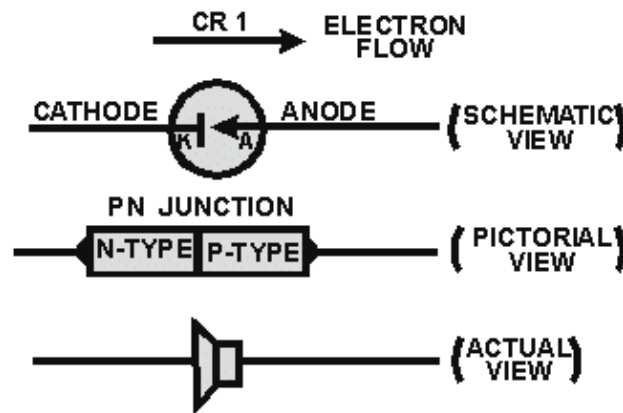 CR 1 ELECTRON
FLOW
CATHODE ANODE (SCHEMATIC
VIEW)
K A
PN JUNCTION
N-TYPE P-TYPE (PICTORIAL
VIEW)
(ACTUAL
VIEW)